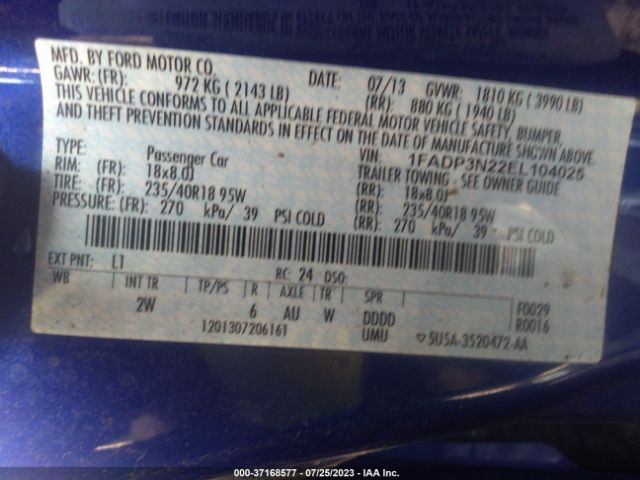 MFD. BY FORD MOTOR CO.
DATE: 07/13 GVWR: 1810 KG ( 3990 LB)
GAWR: (FR): 972 KG ( 2143 LB) (RR): 880 KG ( 1940 LB)
THIS VEHICLE CONFORMS TO ALL APPLICABLE FEDERAL MOTOR VEHICLE SAFETY, BUMPER,
AND THEFT PREVENTION STANDARDS IN EFFECT ON THE DATE OF MANUFACTURE SHOWN ABOVE.
VIN: 1FADP3N22EL104025
TYPE: Passenger Car TRAILER TOWING - SEE OWNER GUIDE
RIM: (FR): 18x8.0J (RR): 18x8.0J
TIRE: (FR): 235/40R18 95W (RR): 235/40R18 95W
PRESSURE: (FR): 270 kPa/ 39 PSI COLD (RR): 270 kPa/ 39 PSI COLD
EXT PNT: L1 RC: 24 DSO:
WB INT TR TP/PS R AXLE TR SPR F0029
2W 6 AU W DDDD R0016
1201307206161 UMU 5U5A-3520472-AA
000-37168577 - 07/25/2023 - IAA Inc.